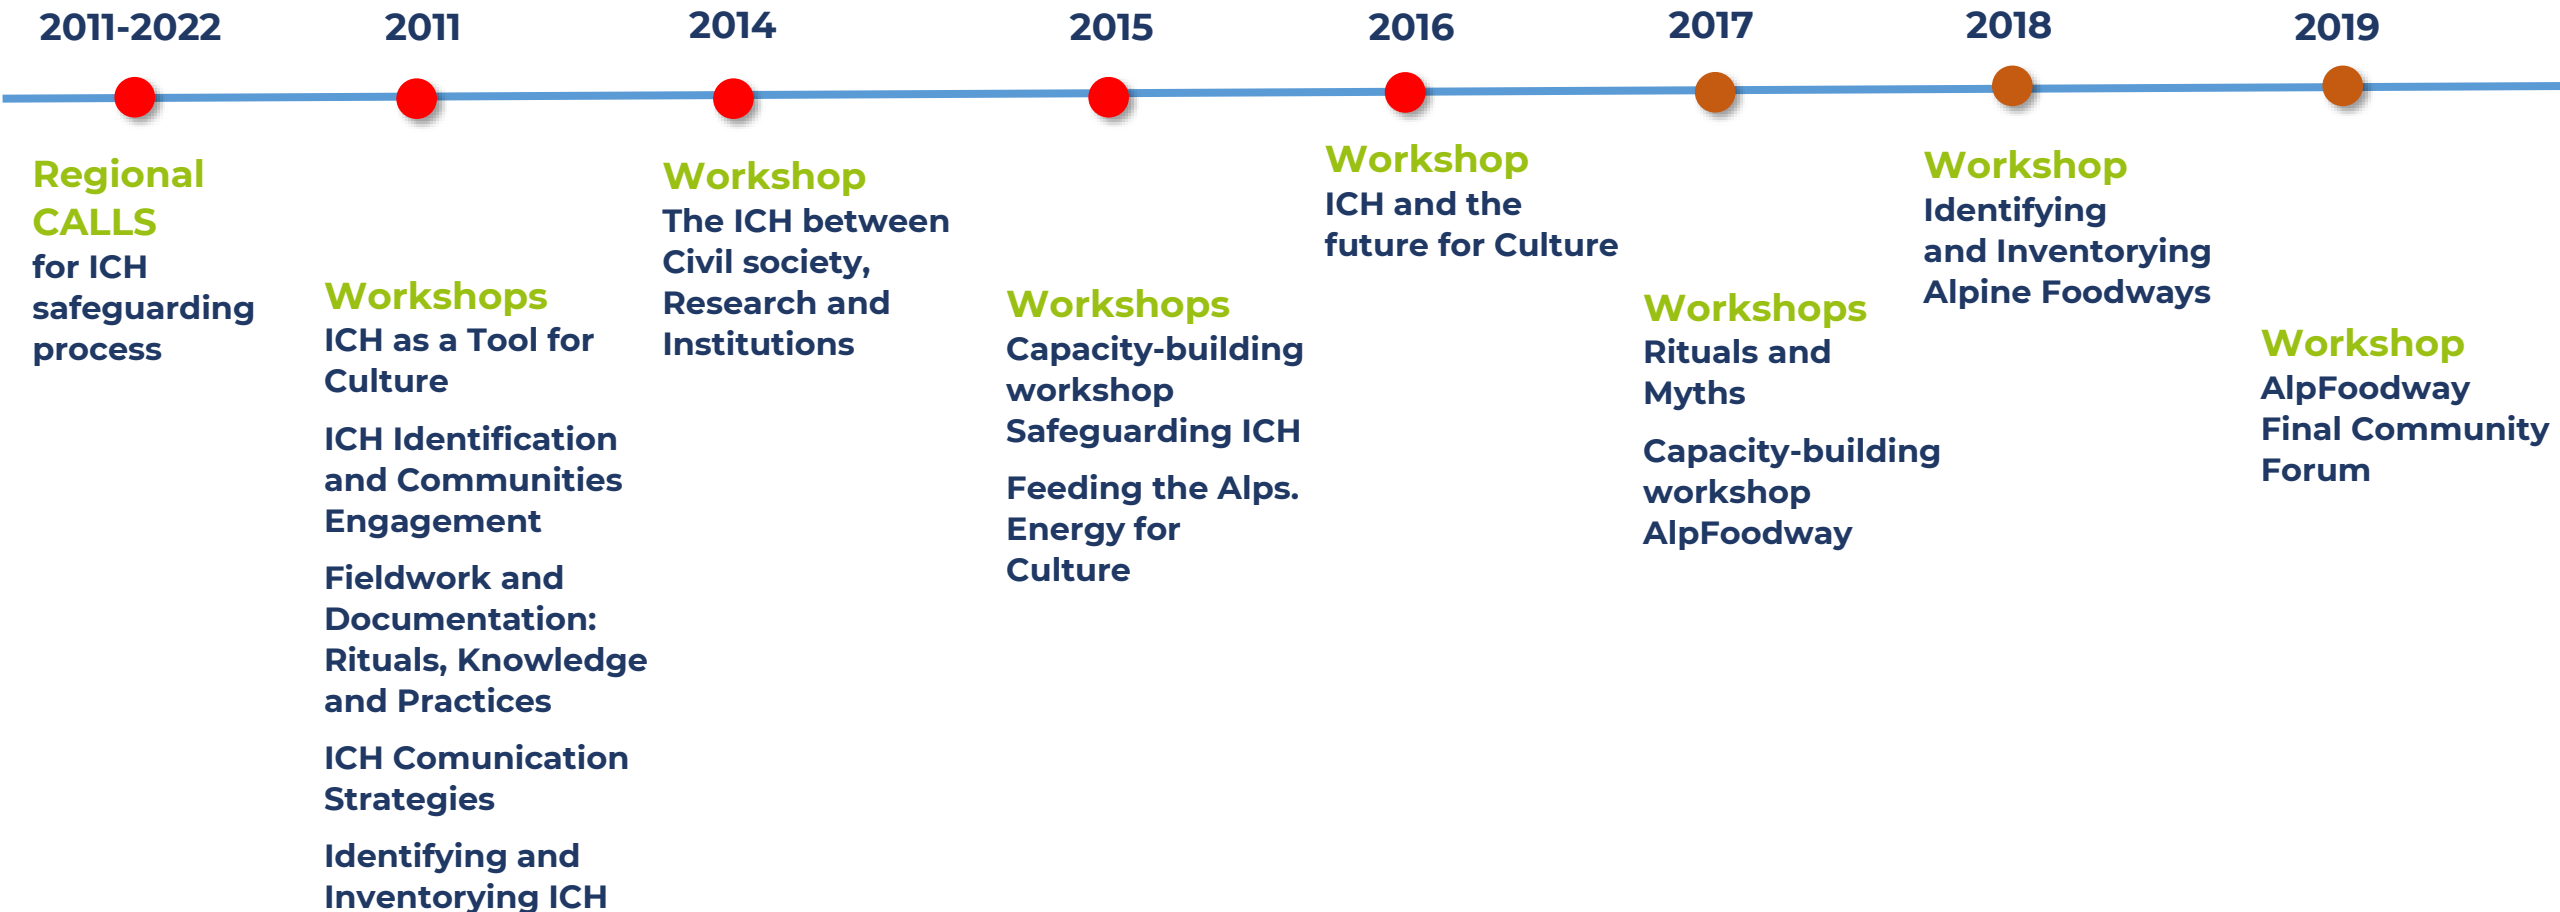 2011-2022
Regional
CALLS
for ICH
safeguarding
process
2011
Workshops
ICH as a Tool for
Culture
ICH Identification
and Communities
Engagement
Fieldwork and
Documentation:
Rituals, Knowledge
and Practices
ICH Comunication
Strategies
Identifying and
Inventorying ICH
2014
Workshop
The ICH between
Civil society,
Research and
Institutions
2015
Workshops
Capacity-building
workshop
Safeguarding ICH
Feeding the Alps.
Energy for
Culture
2016
Workshop
ICH and the
future for Culture
2017
Workshops
Rituals and
Myths
Capacity-building
workshop
AlpFoodway
2018
Workshop
Identifying
and Inventorying
Alpine Foodways
2019
Workshop
AlpFoodway
Final Community
Forum